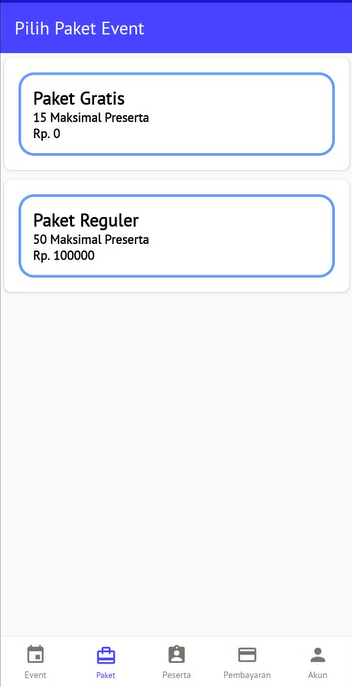 Pilih Paket Event
Paket Gratis
15 Maksimal Preserta
Rp. 0
Paket Reguler
50 Maksimal Preserta
Rp. 100000
Event
Paket
Peserta
Pembayaran
Akun